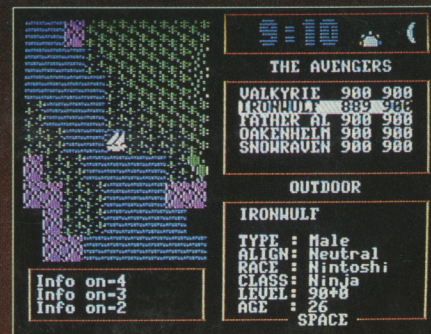 9:10
THE AVENGERS
VALKYRIE 900 900
IRONWULF 889 900
FATHER AL 900 900
OAKENHELM 900 900
SNOWRAVEN 900 900
OUTDOOR
IRONWULF
TYPE : Male
ALIGN: Neutral
RACE : Nintoshi
CLASS: Ninja
LEVEL: 90+0
AGE : 26
SPACE
Info on-4
Info on-3
Info on-2